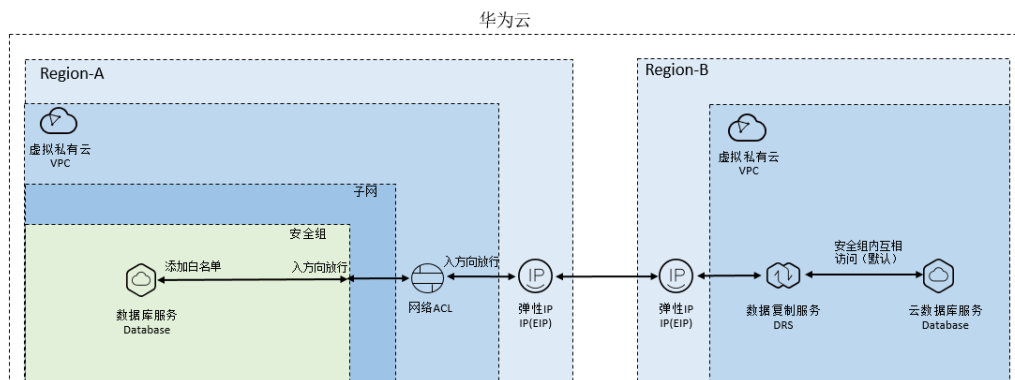 华为云
Region-A
Region-B
虚拟私有云
VPC
虚拟私有云
VPC
子网
安全组
添加白名单
入方向放行
入方向放行
安全组内互相
访问（默认）
数据库服务
Database
网络ACL
IP
弹性IP
IP(EIP)
IP
弹性IP
IP(EIP)
数据复制服务
DRS
云数据库服务
Database